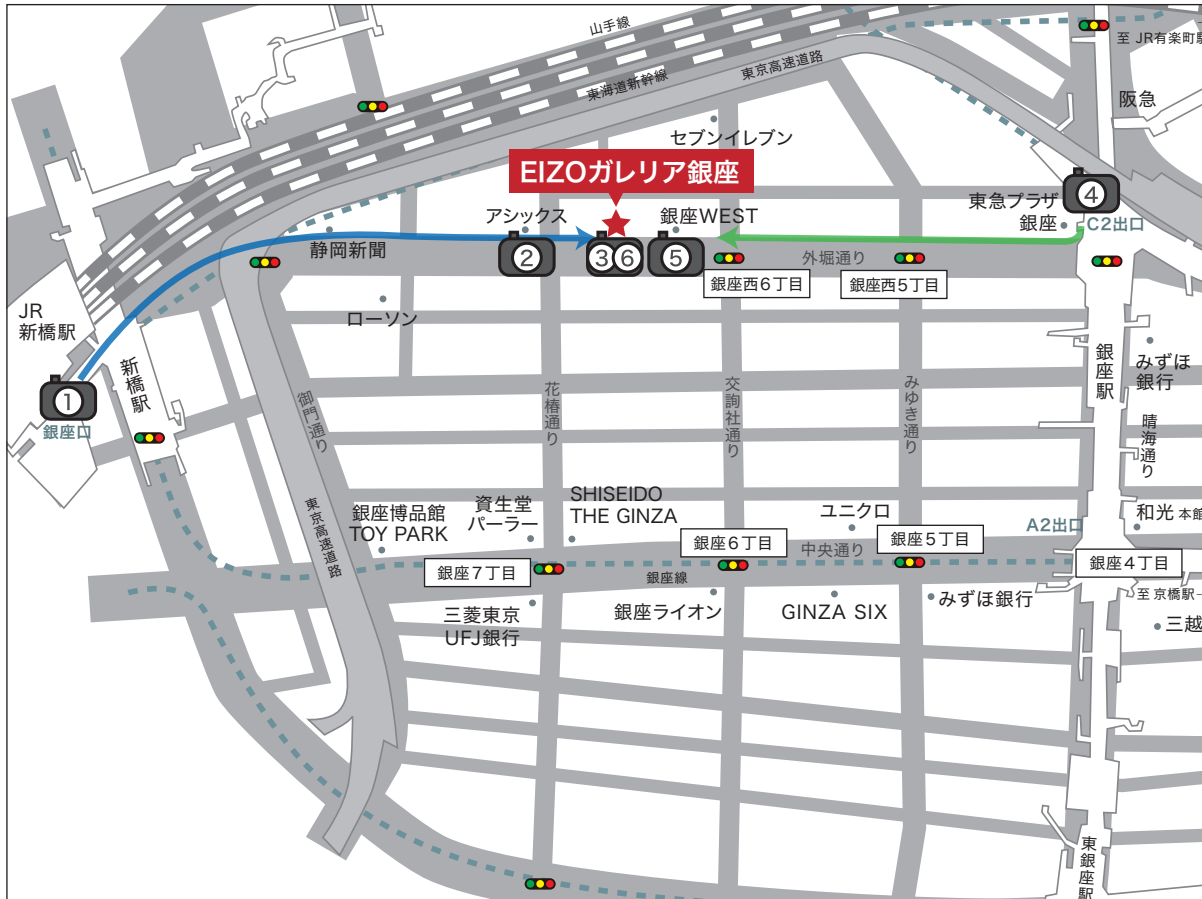 山手線
東海道新幹線
東京高速道路
至 JR有楽町
阪急
セブンイレブン
EIZOガレリア銀座
東急プラザ
銀座
④
C2出口
アシックス
銀座WEST
静岡新聞
②
③
⑥
⑤
外堀通り
銀座西6丁目
銀座西5丁目
ローソン
JR
新橋駅
新橋駅
①
銀座口
御門通り
花椿通り
交詢社通り
みゆき通り
銀座駅
みずほ
銀行
晴海通り
東京高速道路
銀座博品館
TOY PARK
資生堂
パーラー
SHISEIDO
THE GINZA
ユニクロ
A2出口
和光 本館
銀座7丁目
銀座6丁目
中央通り
銀座5丁目
銀座4丁目
銀座線
至 京橋駅
三菱東京
UFJ銀行
銀座ライオン
GINZA SIX
みずほ銀行
三越
東銀座駅